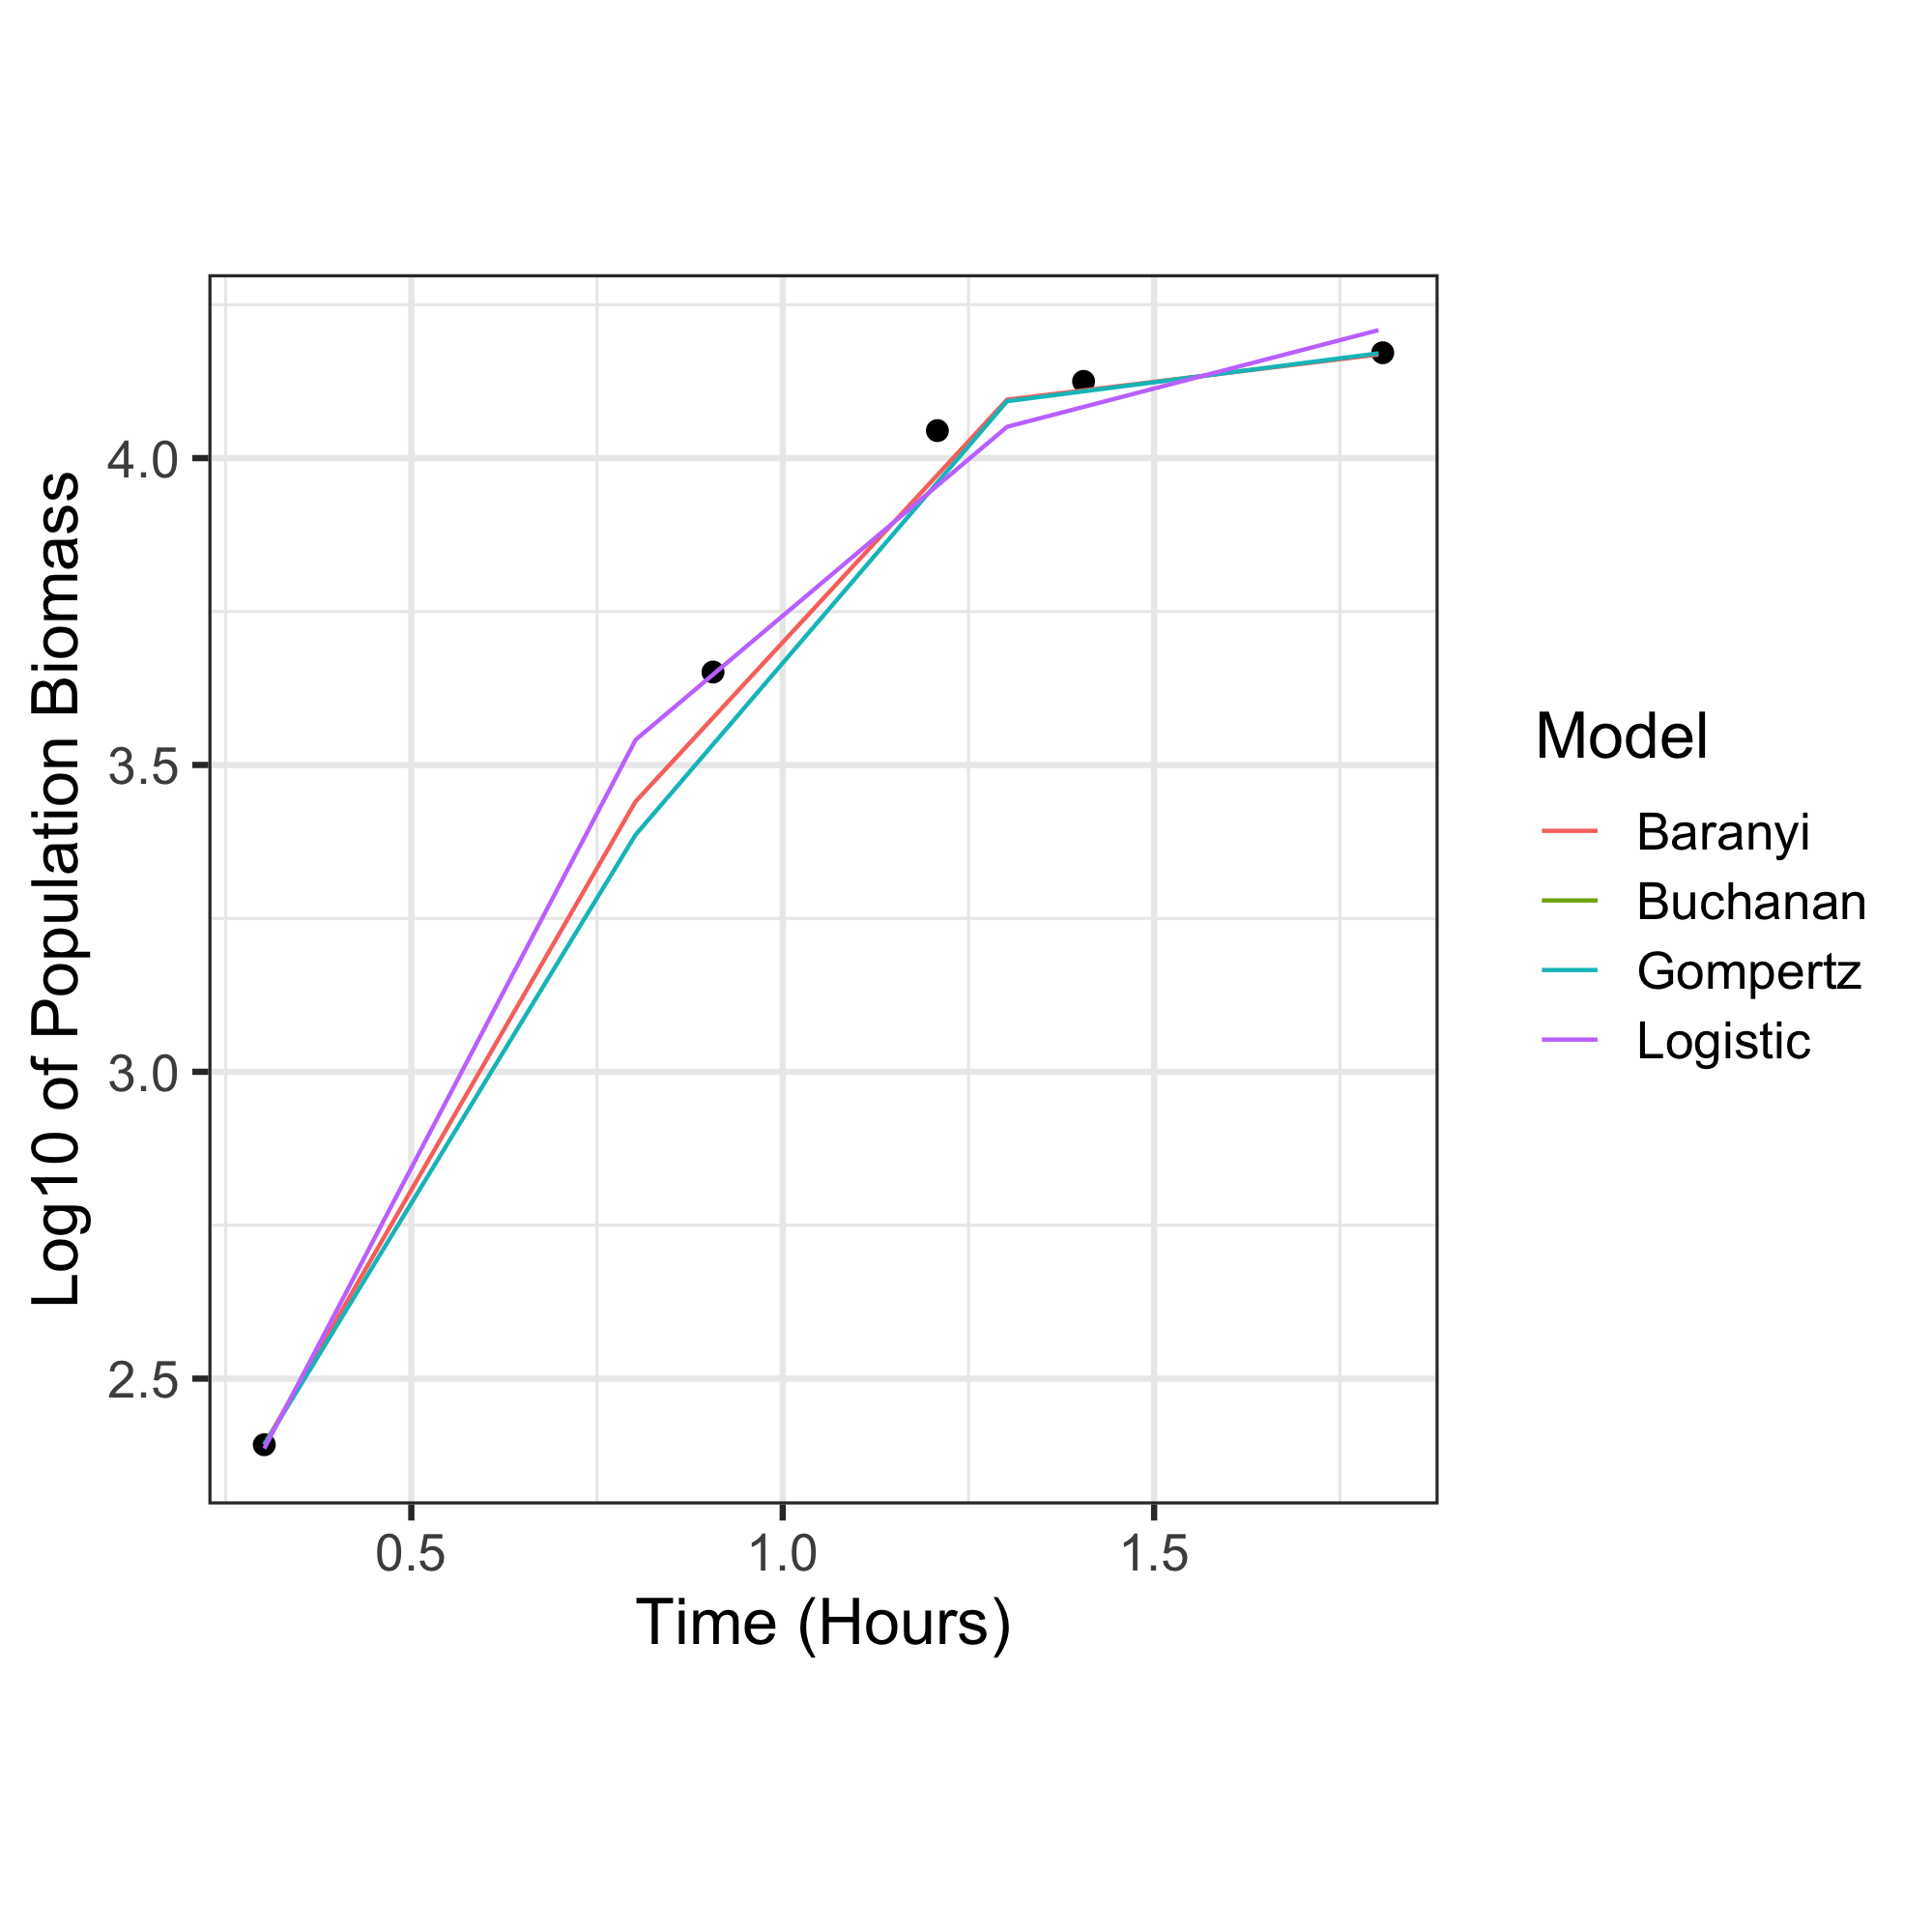 Log10 of Population Biomass
4.0
3.5
3.0
2.5
0.5 1.0 1.5
Time (Hours)
Model
Baranyi
Buchanan
Gompertz
Logistic